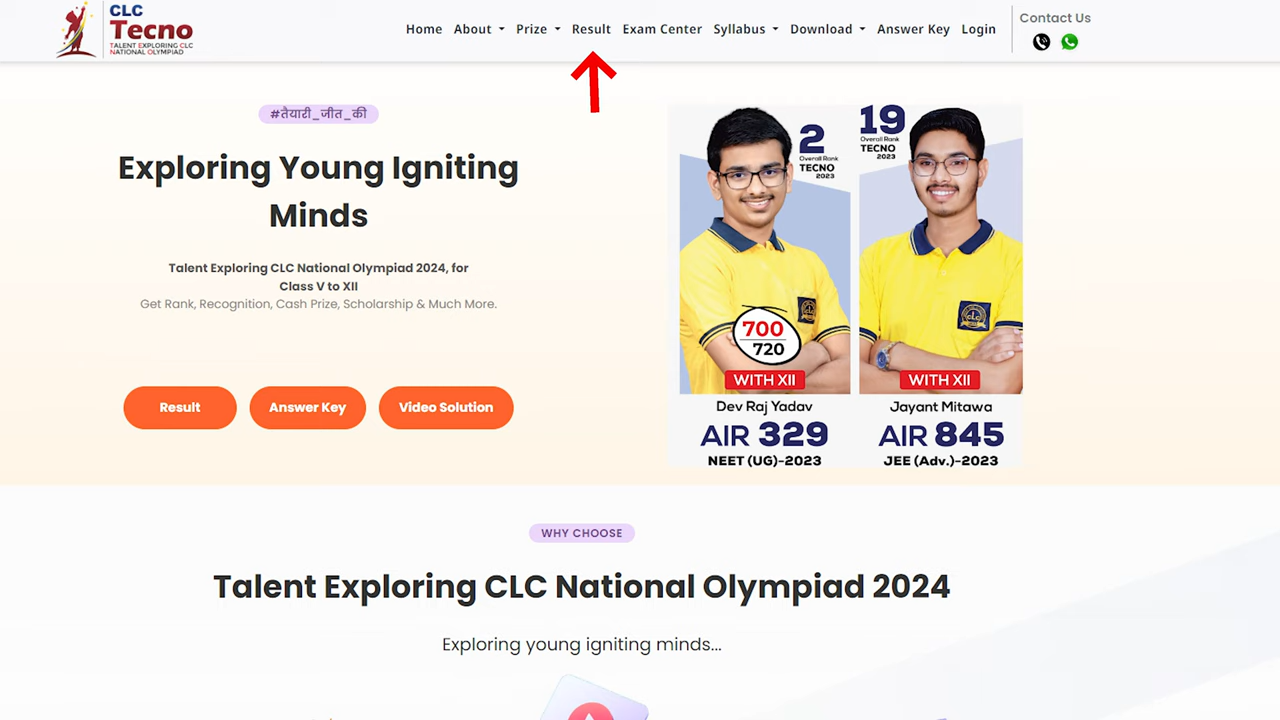 CLC
Tecno
TALENT EXPLORING CLC
NATIONAL OLYMPIAD
Home About Prize Result Exam Center Syllabus Download Answer Key Login
Contact Us
#तैयारी_जीत_की
Exploring Young Igniting
Minds
Talent Exploring CLC National Olympiad 2024, for
Class V to XII
Get Rank, Recognition, Cash Prize, Scholarship & Much More.
Result Answer Key Video Solution
2
Overall Rank
TECNO
2023
19
Overall Rank
TECNO
2023
CLC
CLC
700
720
WITH XII
WITH XII
Dev Raj Yadav
AIR 329
NEET (UG)-2023
Jayant Mitawa
AIR 845
JEE (Adv.)-2023
WHY CHOOSE
Talent Exploring CLC National Olympiad 2024
Exploring young igniting minds...